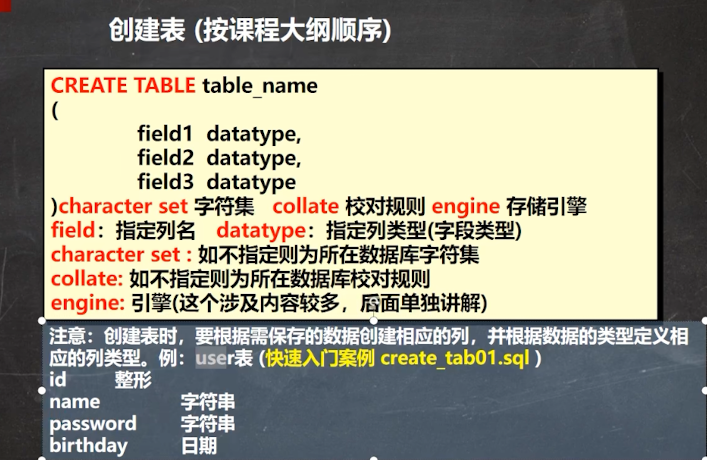 创建表 (按课程大纲顺序)
CREATE TABLE table_name
(
field1 datatype,
field2 datatype,
field3 datatype
)character set 字符集 collate 校对规则 engine 存储引擎
field：指定列名 datatype：指定列类型(字段类型)
character set : 如不指定则为所在数据库字符集
collate: 如不指定则为所在数据库校对规则
engine: 引擎(这个涉及内容较多，后面单独讲解)
注意：创建表时，要根据需保存的数据创建相应的列，并根据数据的类型定义相
应的列类型。例：user表 (快速入门案例 create_tab01.sql )
id 整形
name 字符串
password 字符串
birthday 日期